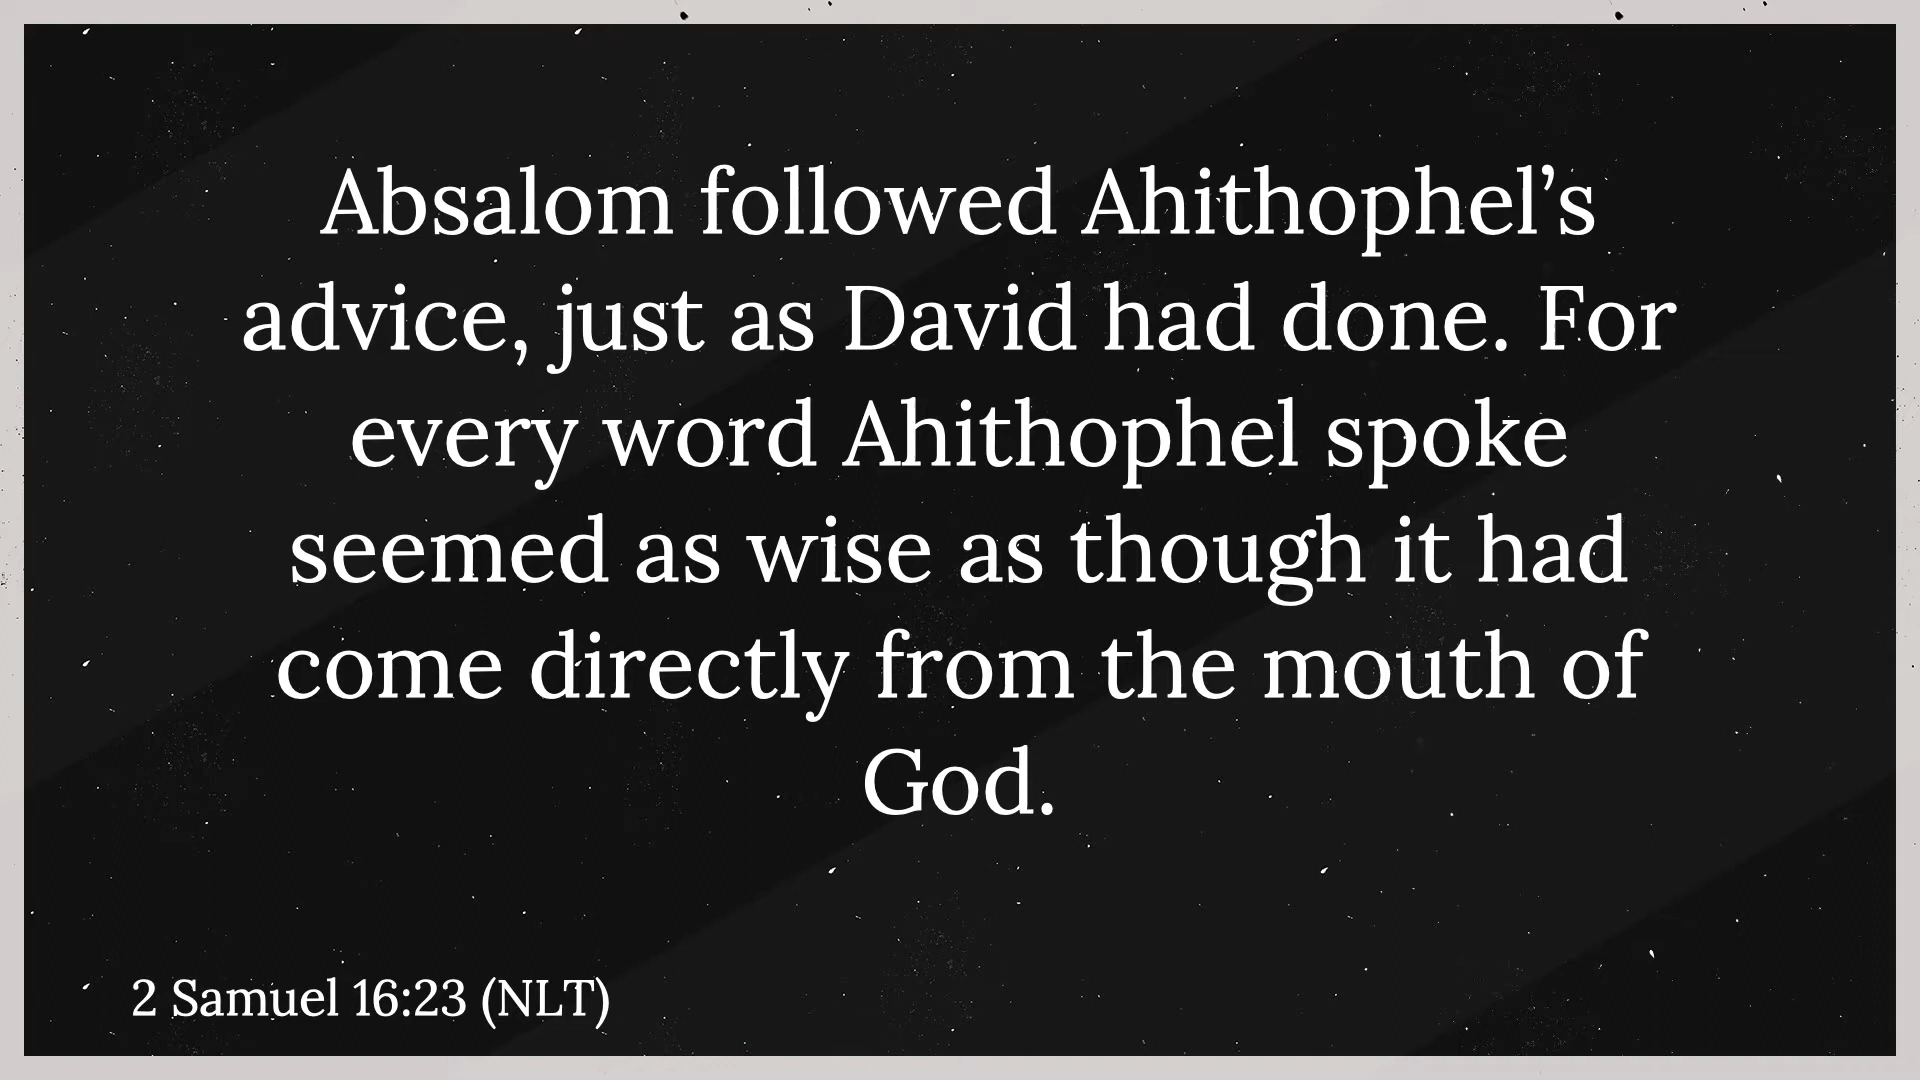 Absalom followed Ahithophel’s
advice, just as David had done. For
every word Ahithophel spoke
seemed as wise as though it had
come directly from the mouth of
God.
2 Samuel 16:23 (NLT)